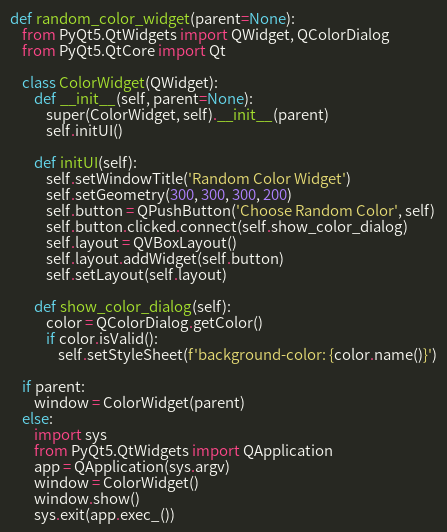 def random_color_widget(parent=None):
    from PyQt5.QtWidgets import QWidget, QColorDialog
    from PyQt5.QtCore import Qt

    class ColorWidget(QWidget):
        def __init__(self, parent=None):
            super(ColorWidget, self).__init__(parent)
            self.initUI()

        def initUI(self):
            self.setWindowTitle('Random Color Widget')
            self.setGeometry(300, 300, 300, 200)
            self.button = QPushButton('Choose Random Color', self)
            self.button.clicked.connect(self.show_color_dialog)
            self.layout = QVBoxLayout()
            self.layout.addWidget(self.button)
            self.setLayout(self.layout)

        def show_color_dialog(self):
            color = QColorDialog.getColor()
            if color.isValid():
                self.setStyleSheet(f'background-color: {color.name()}')

    if parent:
        window = ColorWidget(parent)
    else:
        import sys
        from PyQt5.QtWidgets import QApplication
        app = QApplication(sys.argv)
        window = ColorWidget()
        window.show()
        sys.exit(app.exec_())